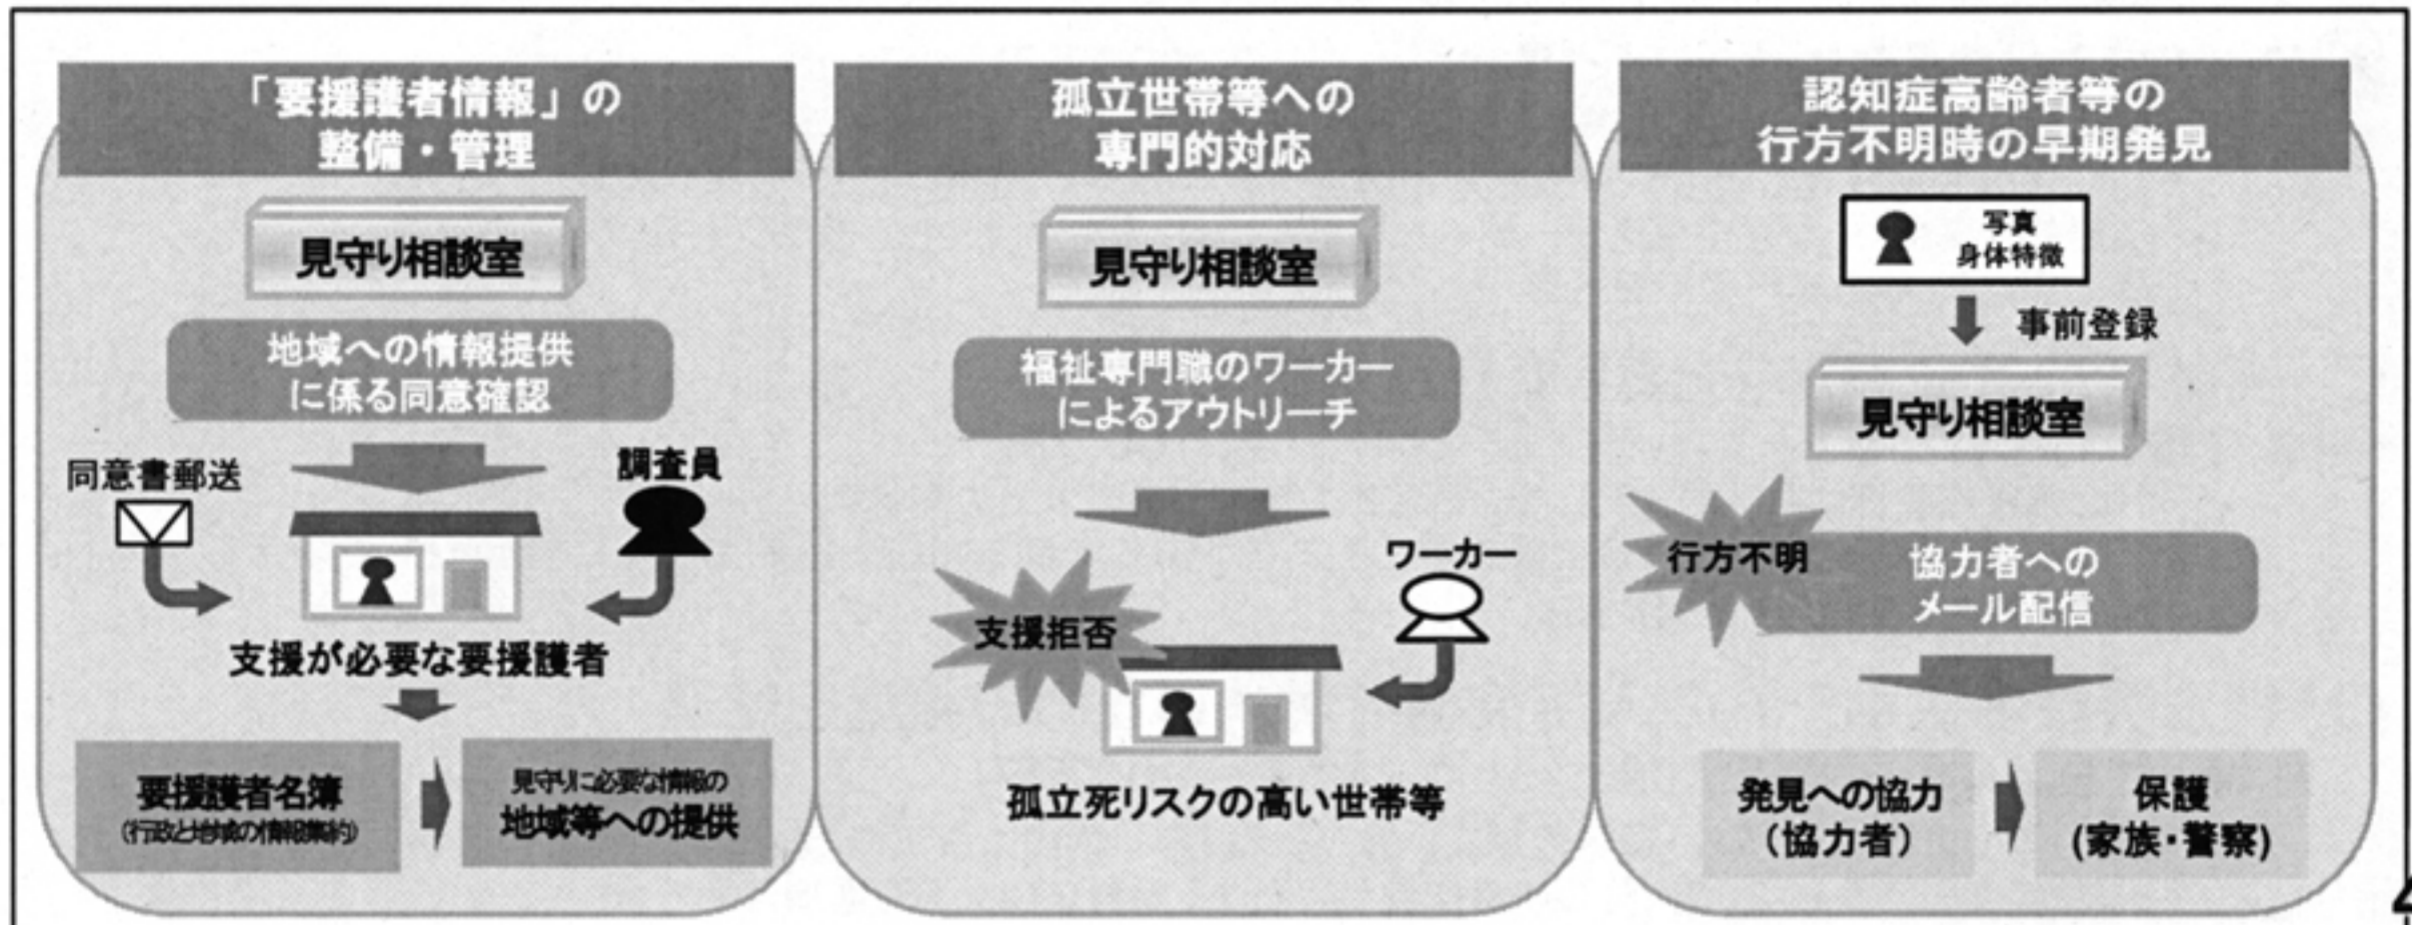 「要援護者情報」の
整備・管理
見守り相談室
地域への情報提供
に係る同意確認
同意書郵送
調査員
支援が必要な要援護者
要援護者名簿
(行政と地域の情報集約)
見守りに必要な情報の
地域等への提供
孤立世帯等への
専門的対応
見守り相談室
福祉専門職のワーカー
によるアウトリーチ
ワーカー
支援拒否
孤立死リスクの高い世帯等
認知症高齢者等の
行方不明時の早期発見
写真
身体特徴
事前登録
見守り相談室
行方不明
協力者への
メール配信
発見への協力
(協力者)
保護
(家族・警察)